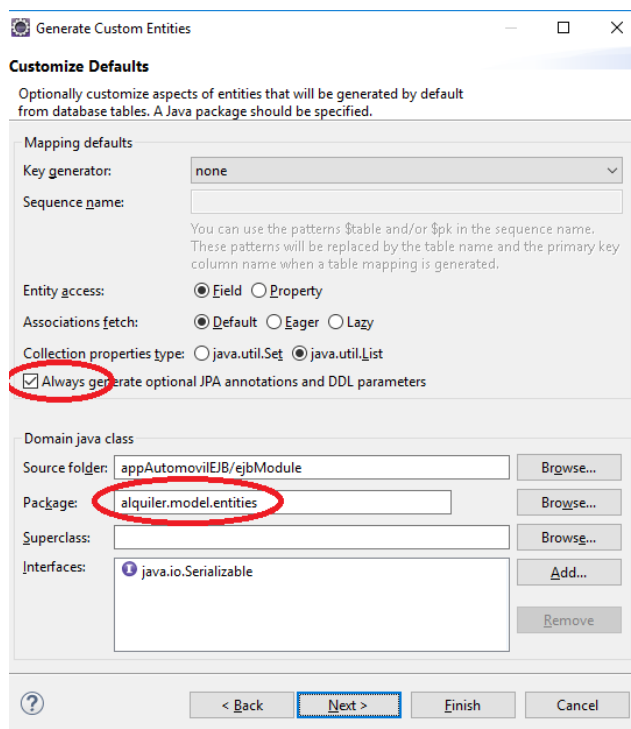 Generate Custom Entities
Customize Defaults
Optionally customize aspects of entities that will be generated by default
from database tables. A Java package should be specified.
Mapping defaults
Key generator: none
Sequence name:
You can use the patterns $table and/or $pk in the sequence name.
These patterns will be replaced by the table name and the primary key
column name when a table mapping is generated.
Entity access: Field Property
Associations fetch: Default Eager Lazy
Collection properties type: java.util.Set java.util.List
Always generate optional JPA annotations and DDL parameters
Domain java class
Source folder: appAutomovilEJB/ejbModule Browse...
Package: alquiler.model.entities Browse...
Superclass: Browse...
Interfaces: java.io.Serializable Add...
Remove
? < Back Next > Finish Cancel